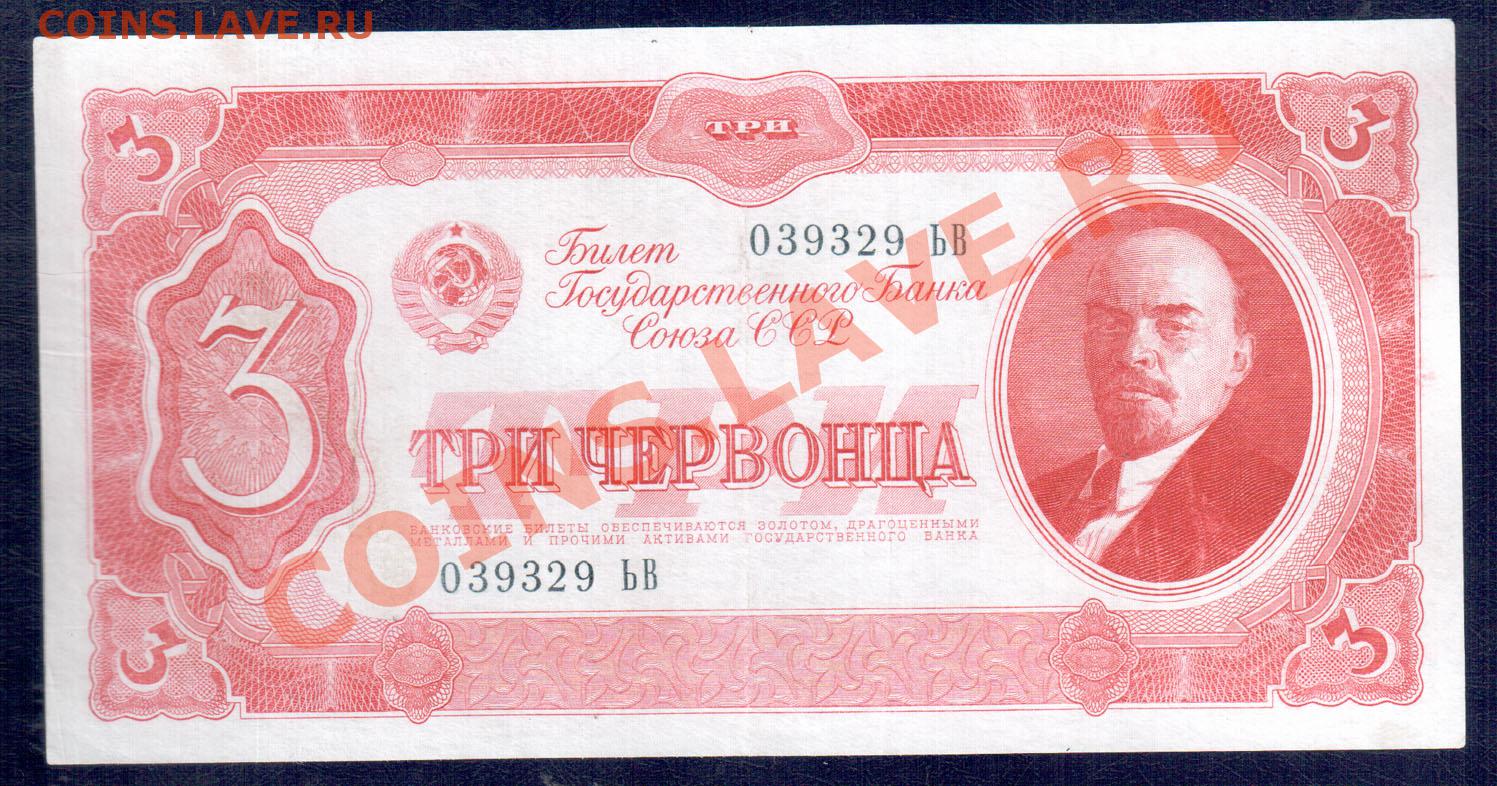 COINS.LAVE.RU
3
ТРИ
3
Билет
039329 ЬВ
Государственного Банка
Союза ССР
3
ТРИ
ТРИ ЧЕРВОНЦА
БАНКОВСКИЕ БИЛЕТЫ ОБЕСПЕЧИВАЮТСЯ ЗОЛОТОМ, ДРАГОЦЕННЫМИ
МЕТАЛЛАМИ И ПРОЧИМИ АКТИВАМИ ГОСУДАРСТВЕННОГО БАНКА
039329 ЬВ
3
3
COINS.LAVE.RU